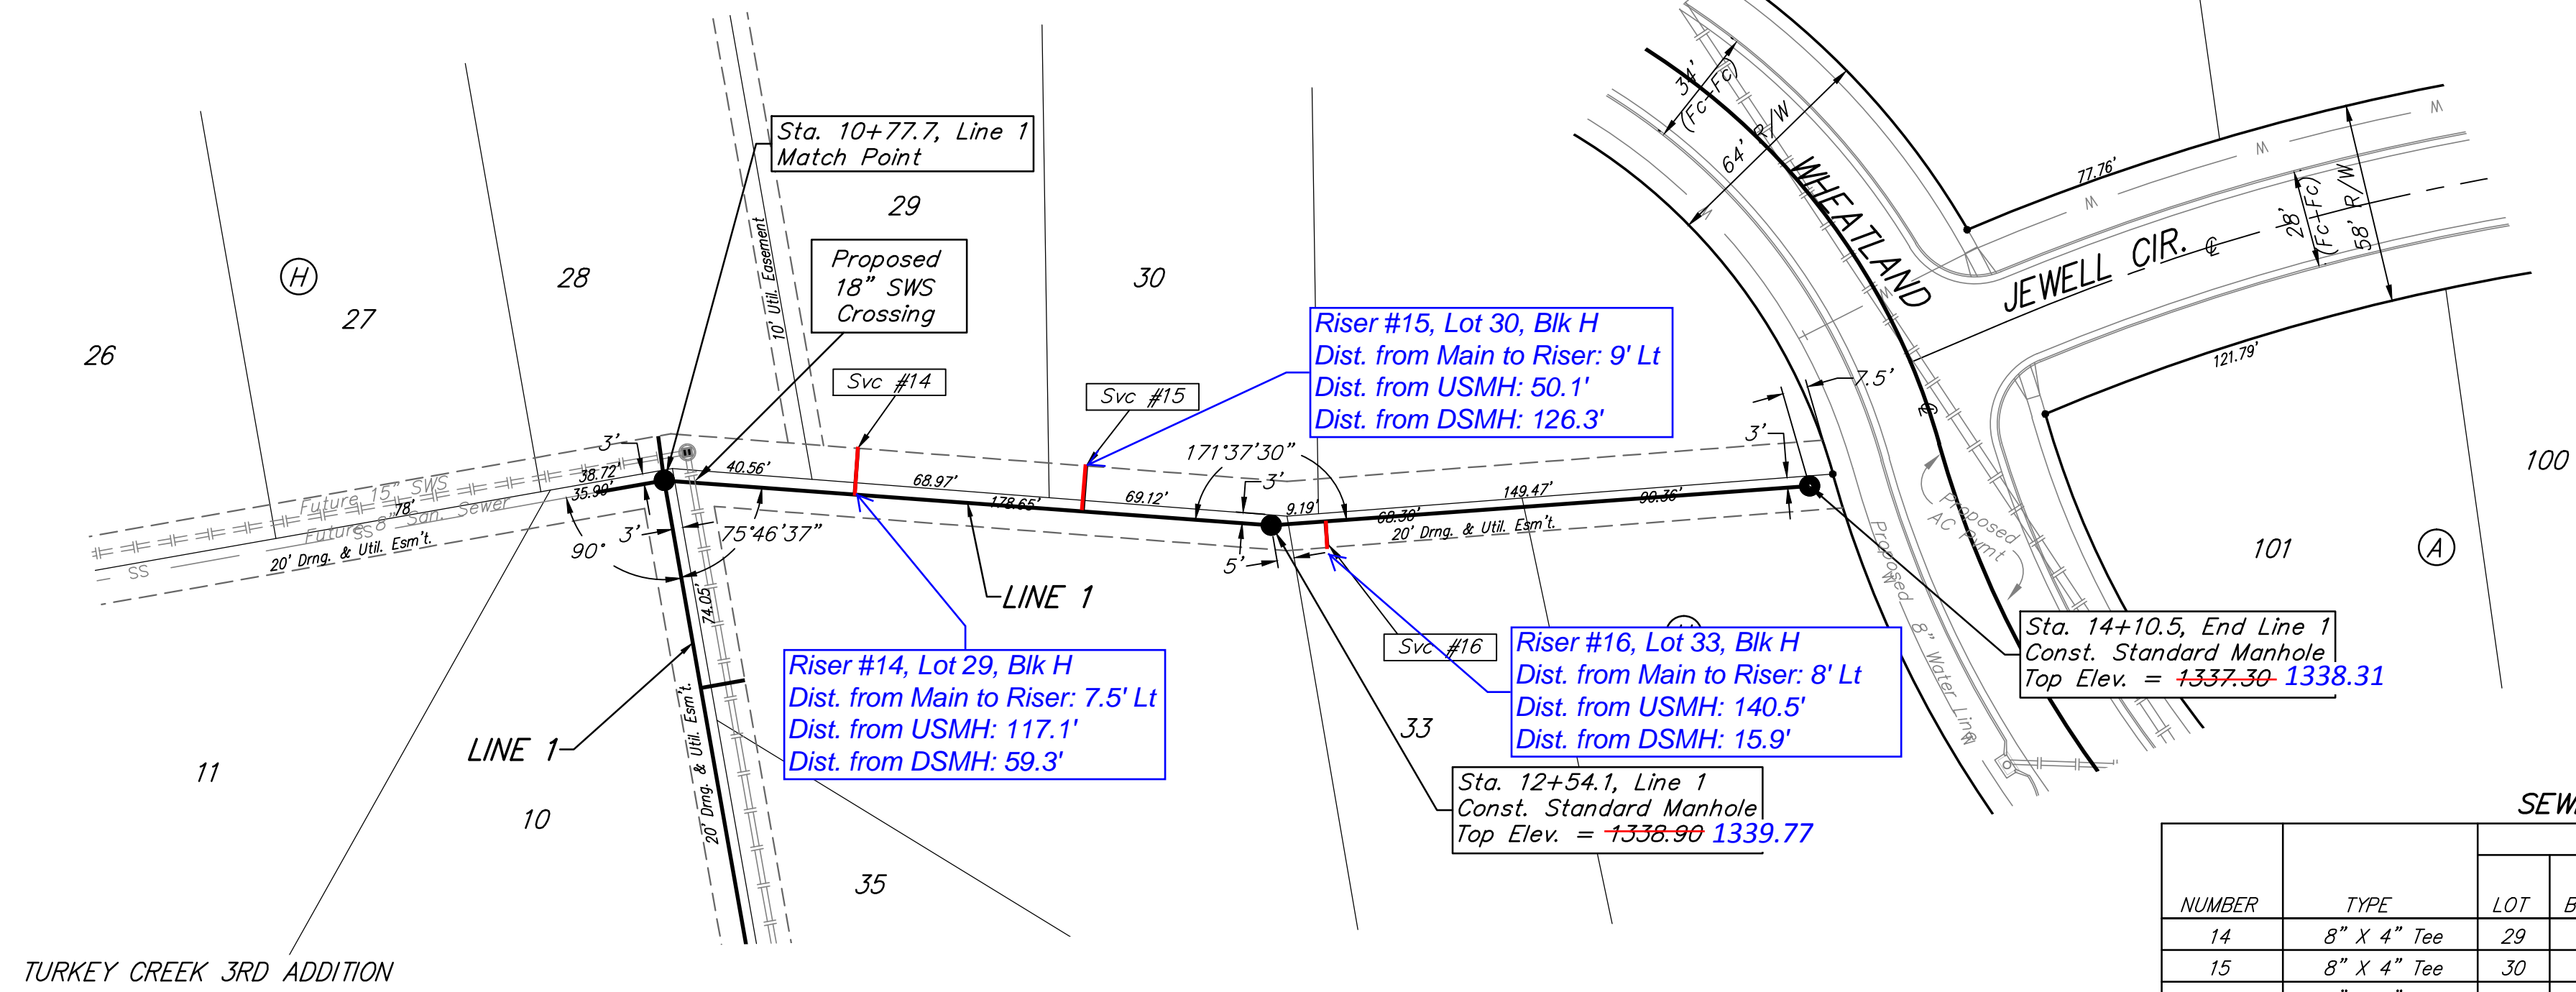 34'
(Fc-Fc)
64' R/W
WHEATLAND
W
77.76'
W
W
W
28'
(Fc-Fc)
58' R/W
JEWELL CIR. ℄
121.79'
Sta. 10+77.7, Line 1
Match Point
29
10' Util. Easement
Proposed
18" SWS
Crossing
H
28
27
26
30
Riser #15, Lot 30, Blk H
Dist. from Main to Riser: 9' Lt
Dist. from USMH: 50.1'
Dist. from DSMH: 126.3'
Svc #14
Svc #15
7.5'
3'
171°37'30"
3'
3'
38.72'
35.90'
40.56'
68.97'
178.65'
69.12'
9.19'
149.47'
68.30'
90.36'
Future 15" SWS
78'
Future 8" San. Sewer
SS
SS
20' Drng. & Util. Esm't.
20' Drng. & Util. Esm't.
90°
3'
75°46'37"
5'
LINE 1
74.05'
Proposed
AC Pvmt
Proposed 8" Water Line
W
W
100
101
A
Svc #16
Riser #14, Lot 29, Blk H
Dist. from Main to Riser: 7.5' Lt
Dist. from USMH: 117.1'
Dist. from DSMH: 59.3'
Riser #16, Lot 33, Blk H
Dist. from Main to Riser: 8' Lt
Dist. from USMH: 140.5'
Dist. from DSMH: 15.9'
Sta. 14+10.5, End Line 1
Const. Standard Manhole
Top Elev. = 1337.30 1338.31
33
LINE 1
20' Drng. & Util. Esm't.
Sta. 12+54.1, Line 1
Const. Standard Manhole
Top Elev. = 1338.90 1339.77
11
10
35
TURKEY CREEK 3RD ADDITION
NUMBER TYPE LOT
14 8" X 4" Tee 29
15 8" X 4" Tee 30